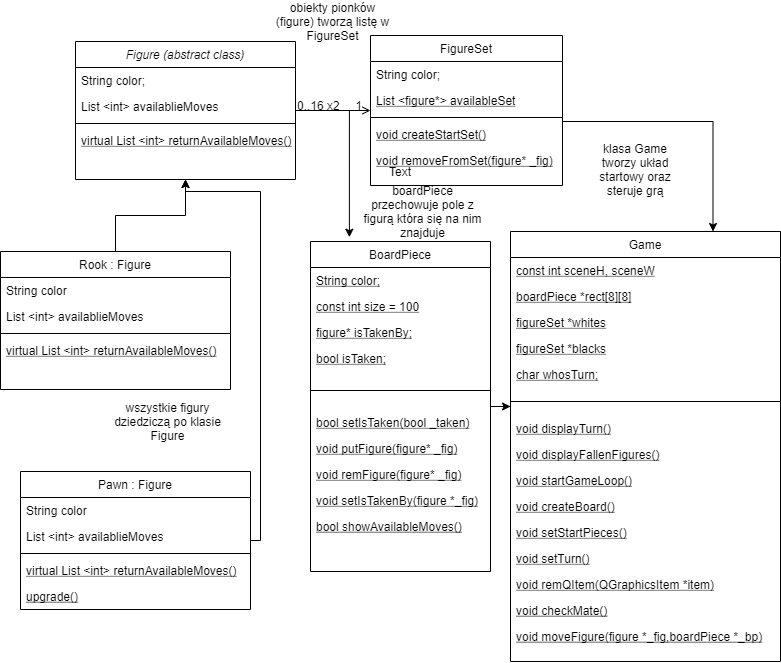 obiekty pionków
(figure) tworzą listę w
FigureSet
Figure (abstract class)
String color;
List <int> availablieMoves
virtual List <int> returnAvailableMoves()
0..16 x2
1
FigureSet
String color;
List <figure*> availableSet
void createStartSet()
void removeFromSet(figure* _fig)
Text
klasa Game
tworzy układ
startowy oraz
steruje grą
boardPiece
przechowuje pole z
figurą która się na nim
znajduje
Rook : Figure
String color
List <int> availablieMoves
virtual List <int> returnAvailableMoves()
wszystkie figury
dziedziczą po klasie
Figure
Pawn : Figure
String color
List <int> availablieMoves
virtual List <int> returnAvailableMoves()
upgrade()
BoardPiece
String color;
const int size = 100
figure* isTakenBy;
bool isTaken;
bool setIsTaken(bool _taken)
void putFigure(figure* _fig)
void remFigure(figure* _fig)
void setIsTakenBy(figure *_fig)
bool showAvailableMoves()
Game
const int sceneH, sceneW
boardPiece *rect[8][8]
figureSet *whites
figureSet *blacks
char whosTurn;
void displayTurn()
void displayFallenFigures()
void startGameLoop()
void createBoard()
void setStartPieces()
void setTurn()
void remQItem(QGraphicsItem *item)
void checkMate()
void moveFigure(figure *_fig,boardPiece *_bp)